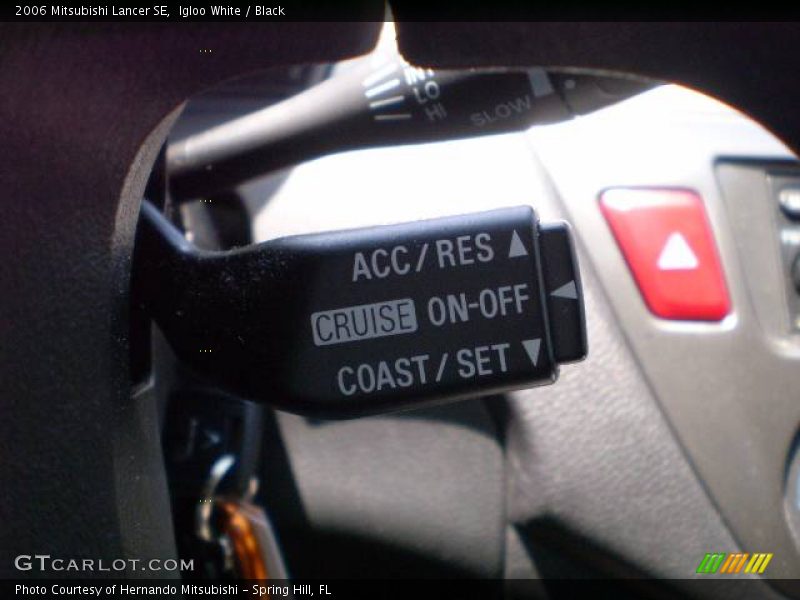 2006 Mitsubishi Lancer SE, Igloo White / Black
INT
LO
HI
SLOW
ACC/RES
CRUISE ON-OFF
COAST/SET
GTCARLOT.COM
Photo Courtesy of Hernando Mitsubishi - Spring Hill, FL